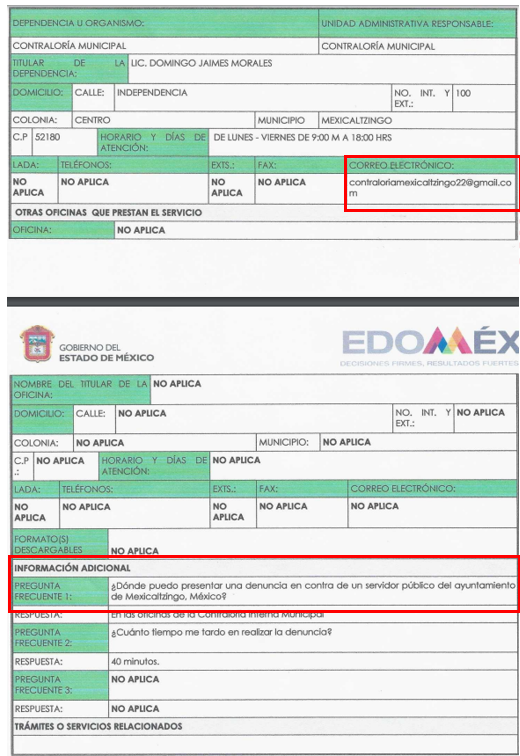 DEPENDENCIA U ORGANISMO: UNIDAD ADMINISTRATIVA RESPONSABLE:
CONTRALORÍA MUNICIPAL CONTRALORÍA MUNICIPAL
TITULAR DE LA LIC. DOMINGO JAIMES MORALES
DEPENDENCIA:
DOMICILIO: CALLE: INDEPENDENCIA NO. INT. Y 100
EXT.:
COLONIA: CENTRO MUNICIPIO MEXICALTZINGO
C.P 52180 HORARIO Y DÍAS DE DE LUNES - VIERNES DE 9:00 M A 18:00 HRS
ATENCIÓN:
LADA: TELÉFONOS: EXTS.: FAX: CORREO ELECTRÓNICO:
NO NO APLICA NO NO APLICA contraloriamexicaltzingo22@gmail.co
APLICA APLICA m
OTRAS OFICINAS QUE PRESTAN EL SERVICIO
OFICINA: NO APLICA
GOBIERNO DEL
ESTADO DE MÉXICO
EDOMÉX
DECISIONES FIRMES, RESULTADOS FUERTES
NOMBRE DEL TITULAR DE LA NO APLICA
OFICINA:
DOMICILIO: CALLE: NO APLICA NO. INT. Y NO APLICA
EXT.:
COLONIA: NO APLICA MUNICIPIO: NO APLICA
C.P NO APLICA HORARIO Y DÍAS DE NO APLICA
.: ATENCIÓN:
LADA: TELÉFONOS: EXTS.: FAX: CORREO ELECTRÓNICO:
NO NO APLICA NO NO APLICA NO APLICA
APLICA APLICA
FORMATO(S)
DESCARGABLES NO APLICA
INFORMACIÓN ADICIONAL
PREGUNTA ¿Dónde puedo presentar una denuncia en contra de un servidor público del ayuntamiento
FRECUENTE 1: de Mexicaltzingo, México?
RESPUESTA: En las oficinas de la Contraloría Interna Municipal
PREGUNTA ¿Cuánto tiempo me tardo en realizar la denuncia?
FRECUENTE 2:
RESPUESTA: 40 minutos.
PREGUNTA NO APLICA
FRECUENTE 3:
RESPUESTA: NO APLICA
TRÁMITES O SERVICIOS RELACIONADOS